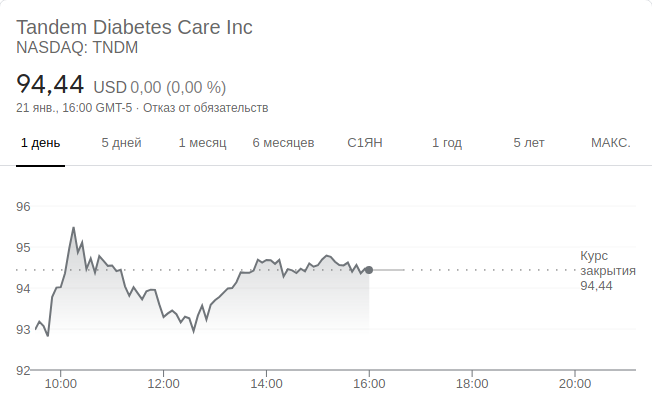 Tandem Diabetes Care Inc
NASDAQ: TNDM
94,44 USD 0,00 (0,00 %)
21 янв., 16:00 GMT-5 · Отказ от обязательств
1 день 5 дней 1 месяц 6 месяцев С1ЯН 1 год 5 лет МАКС.
96
95
94
93
92
Курс
закрытия
94,44
10:00 12:00 14:00 16:00 18:00 20:00